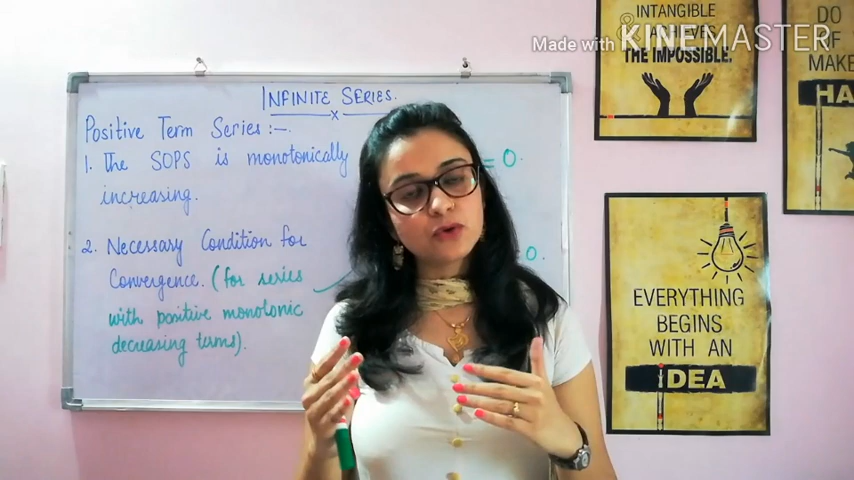 Made with KINEMASTER
INTANGIBLE
THE IMPOSSIBLE.
DO
MAKE
HA
INFINITE SERIES.
x
Positive Term Series :-
1. The SOPS is monotonically
increasing.
= 0.
2. Necessary Condition for
Convergence. (for series
with positive monotonic
decreasing terms).
0.
EVERYTHING
BEGINS
WITH AN
IDEA